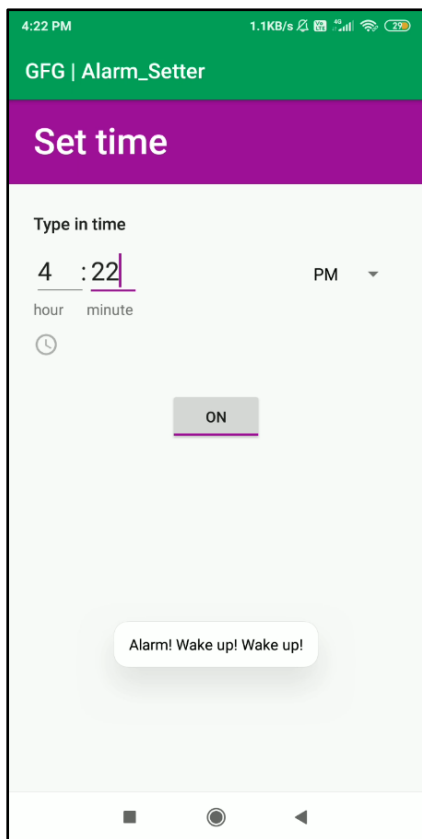 4:22 PM 1.1KB/s 4G 29
GFG | Alarm_Setter
Set time
Type in time
4 : 22 PM
hour minute
ON
Alarm! Wake up! Wake up!